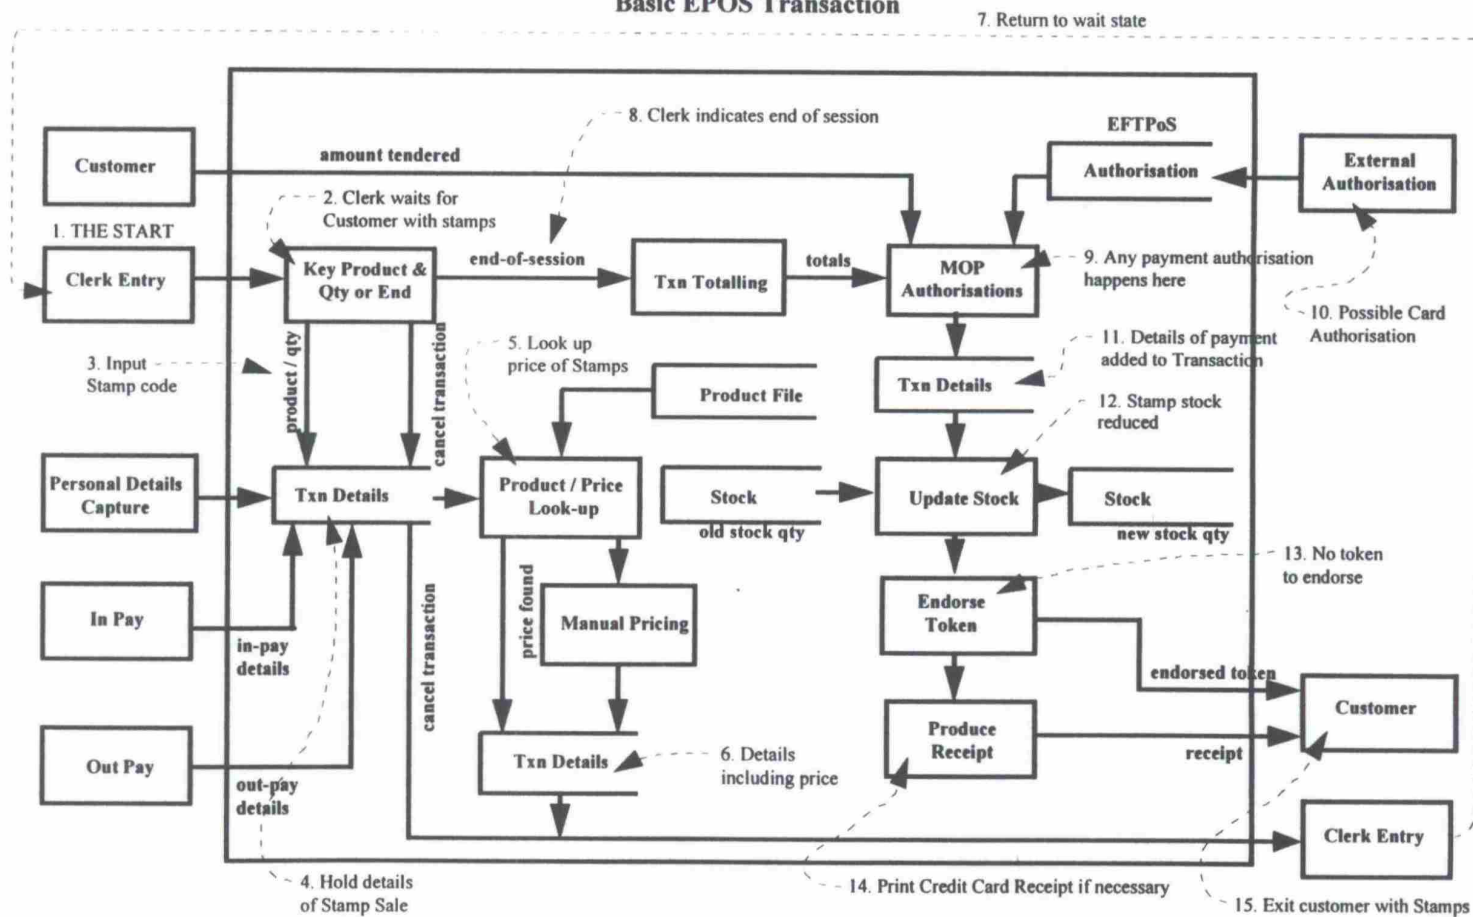 Basic EPOS Transaction
7. Return to wait state
8. Clerk indicates end of session
EFTPoS
Customer
amount tendered
Authorisation
External
Authorisation
2. Clerk waits for
Customer with stamps
1. THE START
Clerk Entry
Key Product &
Qty or End
end-of-session
Txn Totalling
totals
MOP
Authorisations
9. Any payment authorisation
happens here
10. Possible Card
Authorisation
3. Input
Stamp code
product / qty
cancel transaction
5. Look up
price of Stamps
Product File
Txn Details
11. Details of payment
added to Transaction
12. Stamp stock
reduced
Personal Details
Capture
Txn Details
Product / Price
Look-up
Stock
old stock qty
Update Stock
Stock
new stock qty
13. No token
to endorse
In Pay
in-pay
details
cancel transaction
price found
Manual Pricing
Endorse
Token
endorsed token
Customer
Out Pay
out-pay
details
Txn Details
6. Details
including price
Produce
Receipt
receipt
Clerk Entry
4. Hold details
of Stamp Sale
14. Print Credit Card Receipt if necessary
15. Exit customer with Stamps